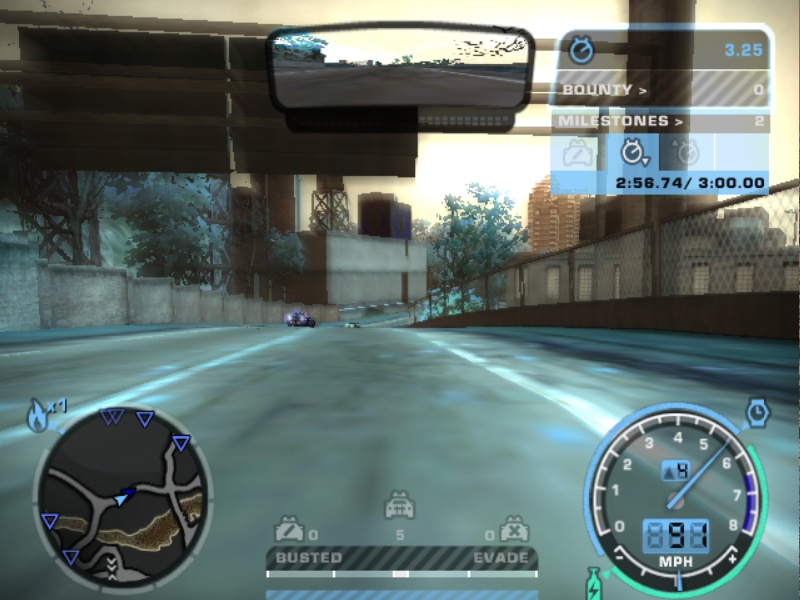 3.25
BOUNTY > 0
MILESTONES > 2
2:56.74/ 3:00.00
x1
0 1 2 3 4 5 6 7 8
4
91
MPH
- +
0 5 0
BUSTED EVADE